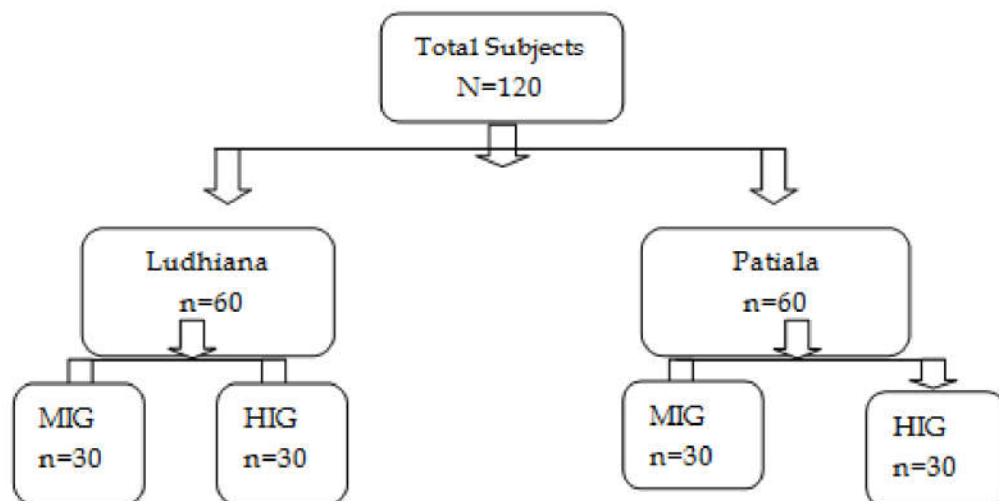 Total Subjects
N=120
Ludhiana
n=60
Patiala
n=60
MIG
n=30
HIG
n=30
MIG
n=30
HIG
n=30